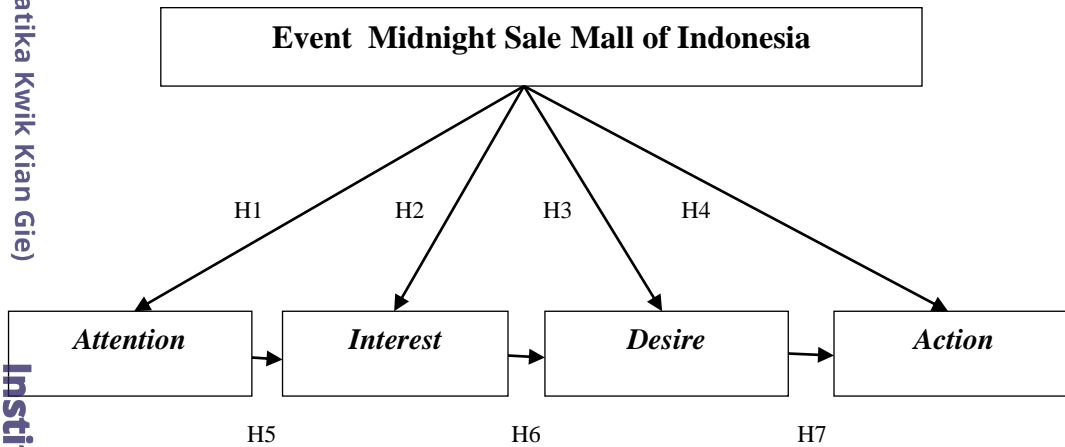 Event Midnight Sale Mall of Indonesia
H1 H2 H3 H4
Attention Interest Desire Action
H5 H6 H7
atika Kwik Kian Gie)
Insti